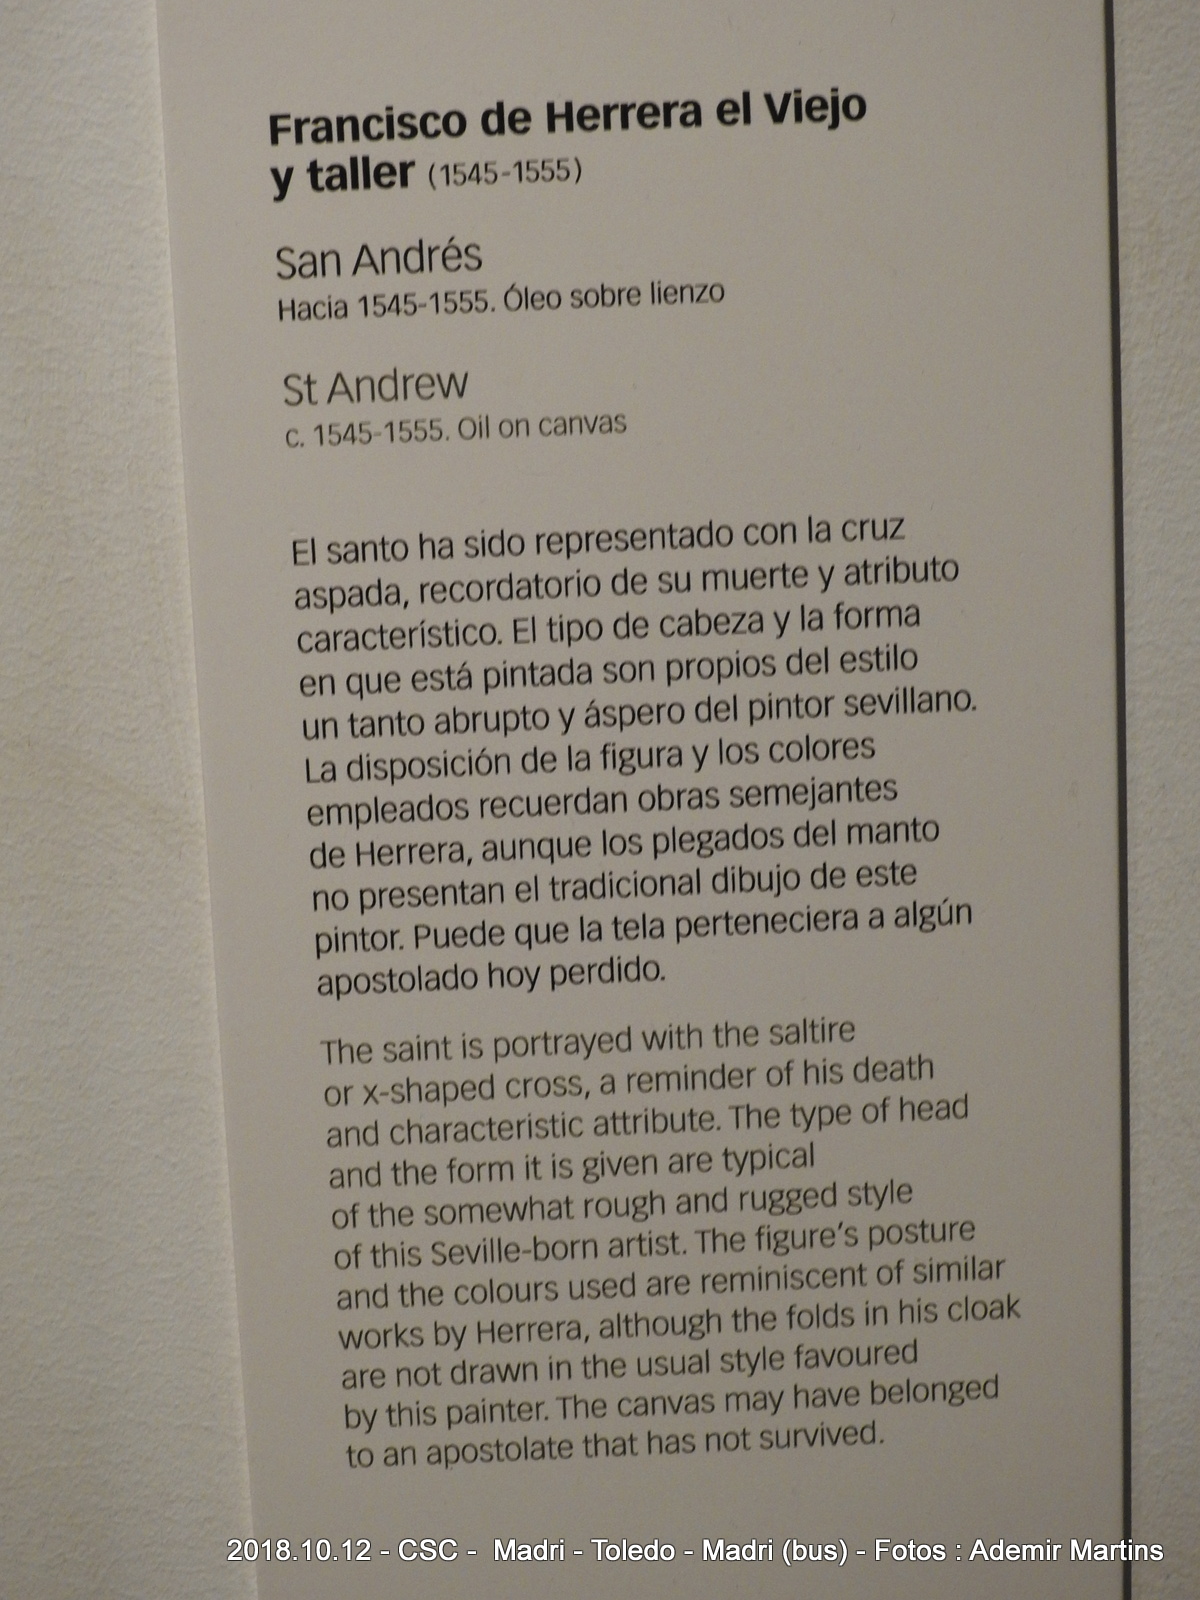 Francisco de Herrera el Viejo
y taller (1545-1555)
San Andrés
Hacia 1545-1555. Óleo sobre lienzo
St Andrew
c. 1545-1555. Oil on canvas
El santo ha sido representado con la cruz
aspada, recordatorio de su muerte y atributo
característico. El tipo de cabeza y la forma
en que está pintada son propios del estilo
un tanto abrupto y áspero del pintor sevillano.
La disposición de la figura y los colores
empleados recuerdan obras semejantes
de Herrera, aunque los plegados del manto
no presentan el tradicional dibujo de este
pintor. Puede que la tela perteneciera a algún
apostolado hoy perdido.
The saint is portrayed with the saltire
or x-shaped cross, a reminder of his death
and characteristic attribute. The type of head
and the form it is given are typical
of the somewhat rough and rugged style
of this Seville-born artist. The figure's posture
and the colours used are reminiscent of similar
works by Herrera, although the folds in his cloak
are not drawn in the usual style favoured
by this painter. The canvas may have belonged
to an apostolate that has not survived.
2018.10.12 - CSC - Madri - Toledo - Madri (bus) - Fotos : Ademir Martins